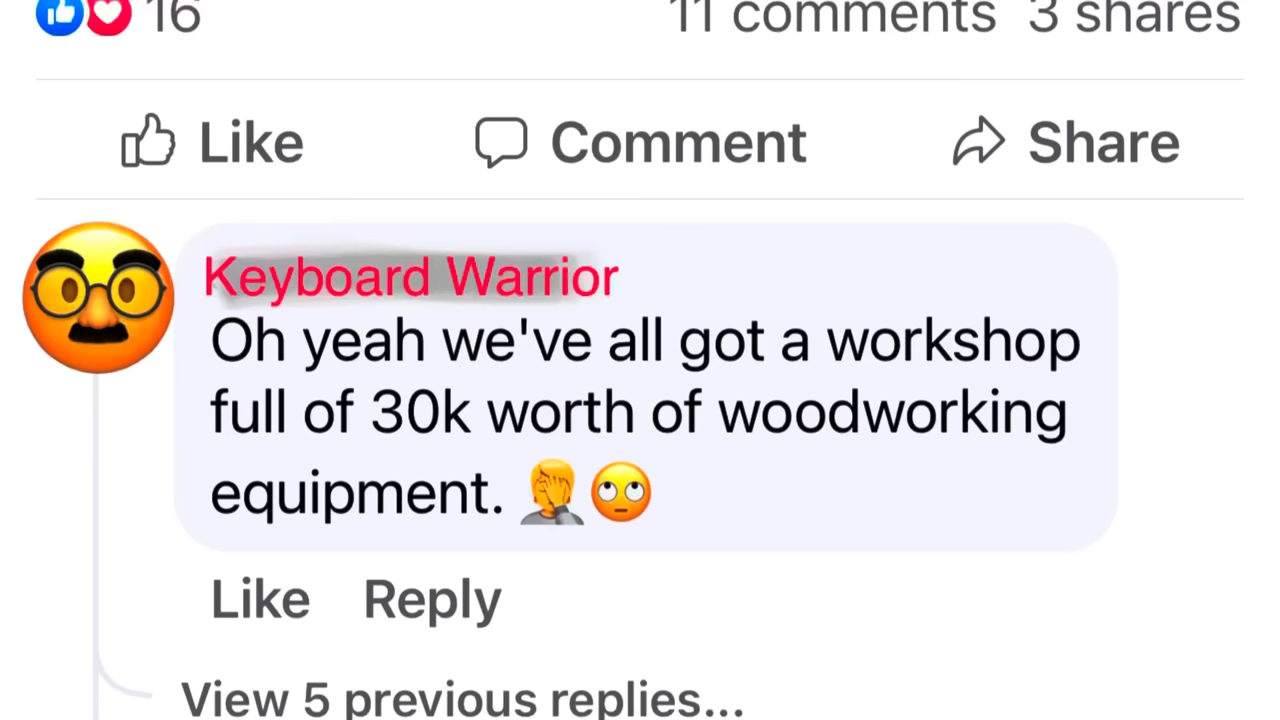 16 11 comments 3 shares
Like Comment Share
Keyboard Warrior
Oh yeah we've all got a workshop
full of 30k worth of woodworking
equipment. 🤦😳🙄
Like Reply
View 5 previous replies...